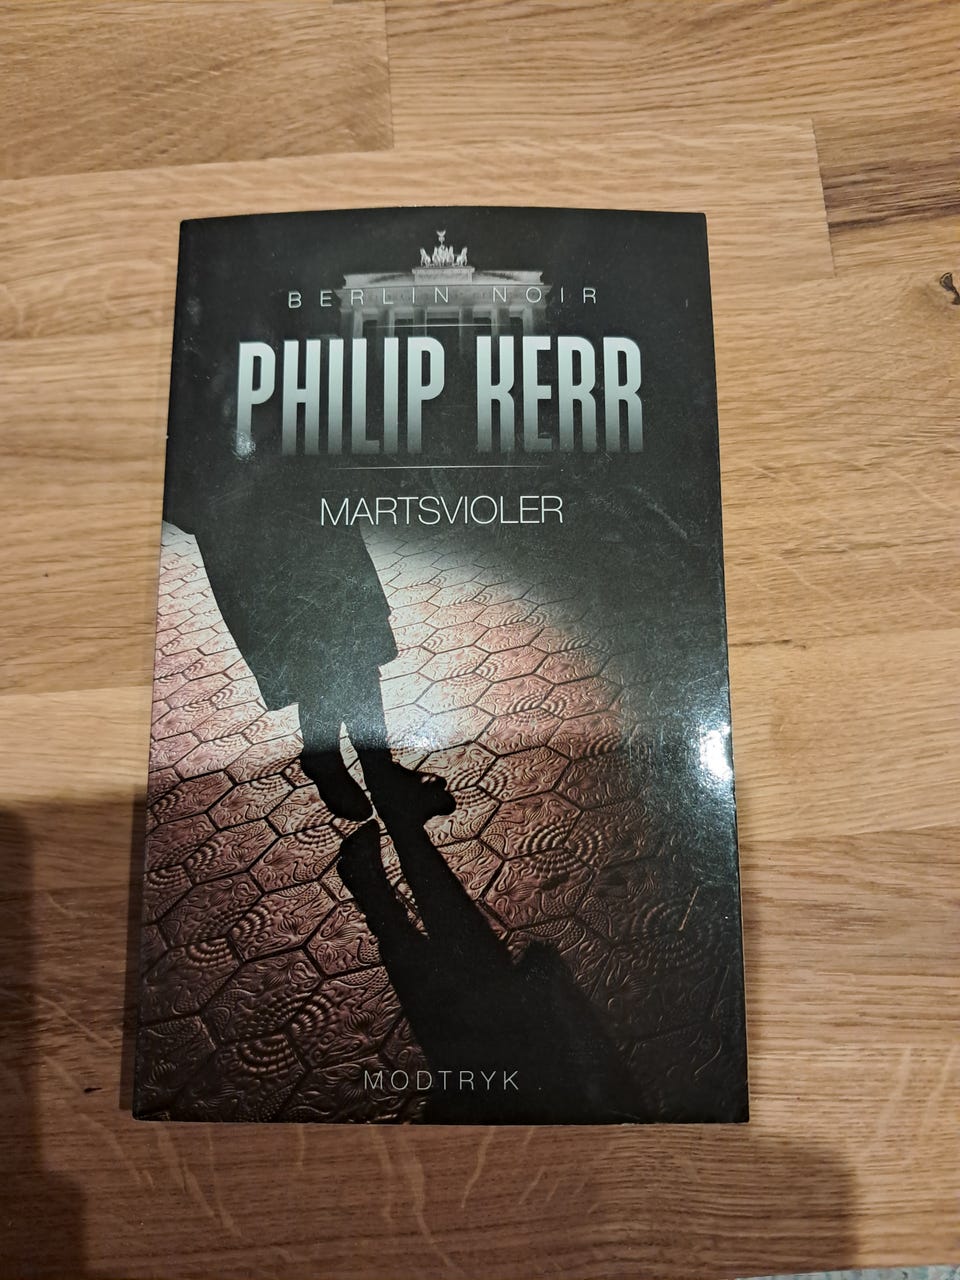 BERLIN NOIR
PHILIP KERR
MARTSVIOLER
MODTRYK